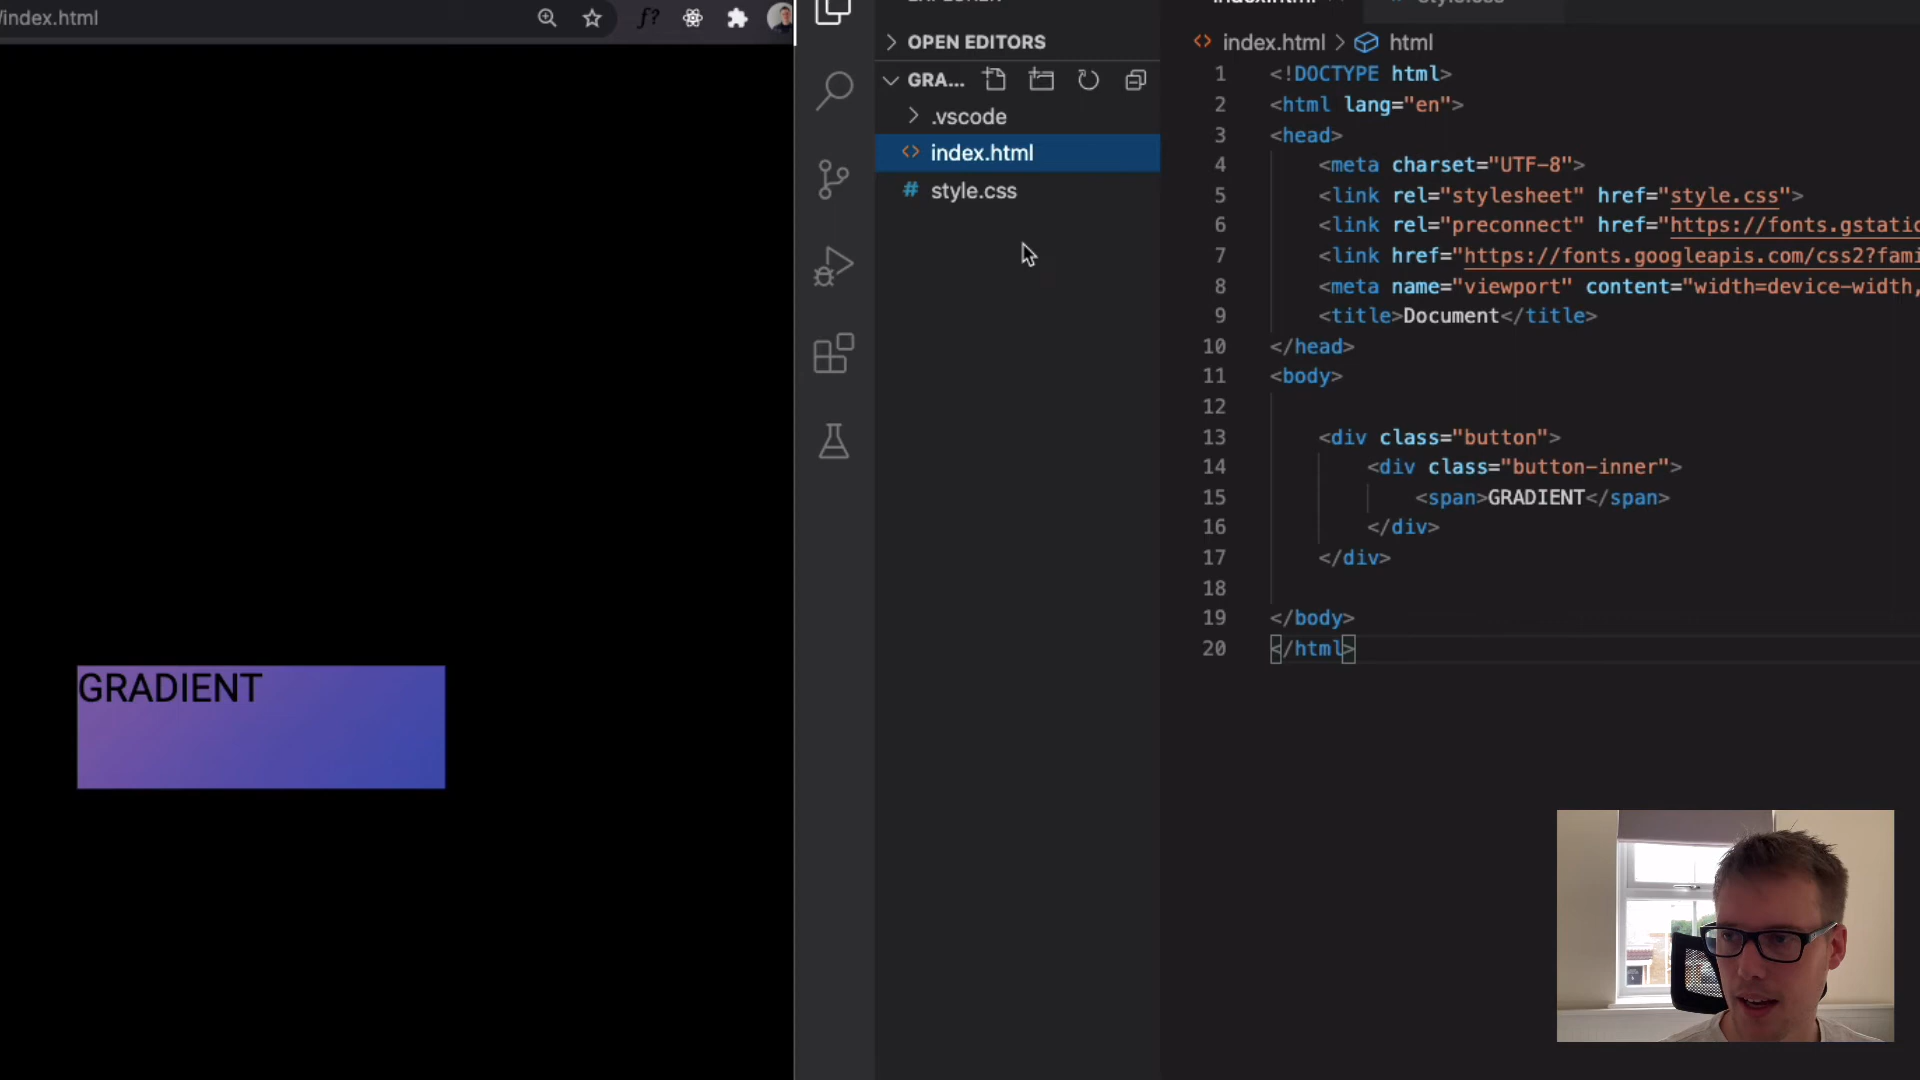 /index.html
GRADIENT
OPEN EDITORS
GRA...
.vscode
index.html
style.css
index.html > html
1 <!DOCTYPE html>
2 <html lang="en">
3 <head>
4 <meta charset="UTF-8">
5 <link rel="stylesheet" href="style.css">
6 <link rel="preconnect" href="https://fonts.gstatic
7 <link href="https://fonts.googleapis.com/css2?fami
8 <meta name="viewport" content="width=device-width,
9 <title>Document</title>
10 </head>
11 <body>
12
13 <div class="button">
14 <div class="button-inner">
15 <span>GRADIENT</span>
16 </div>
17 </div>
18
19 </body>
20 </html>